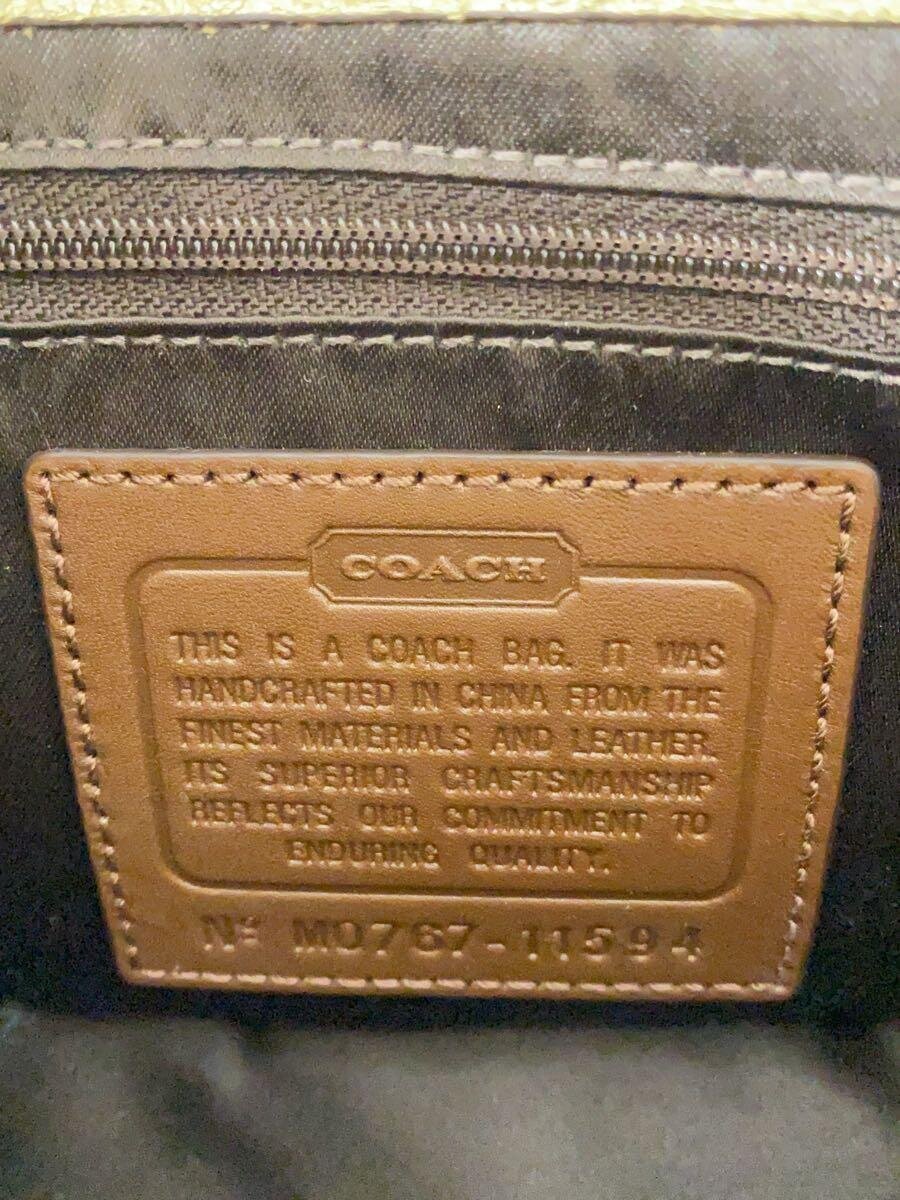 COACH
THIS IS A COACH BAG. IT WAS
HANDCRAFTED IN CHINA FROM THE
FINEST MATERIALS AND LEATHER.
ITS SUPERIOR CRAFTSMANSHIP
REFLECTS OUR COMMITMENT TO
ENDURING QUALITY.
Nº M0767-11594